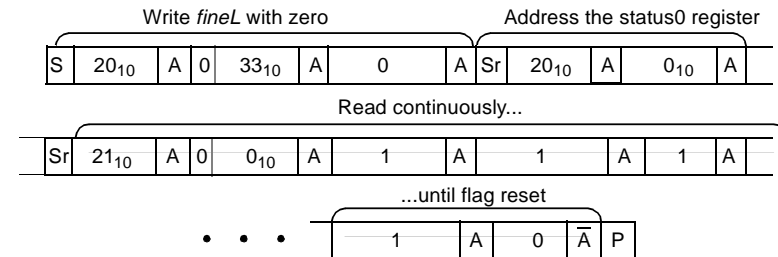 Write fineL with zero Address the status0 register
S 20₁₀ A 0 33₁₀ A 0 A Sr 20₁₀ A 0₁₀ A
Read continuously...
Sr 21₁₀ A 0 0₁₀ A 1 A 1 A 1 A
...until flag reset
• • • 1 A 0 A̅ P